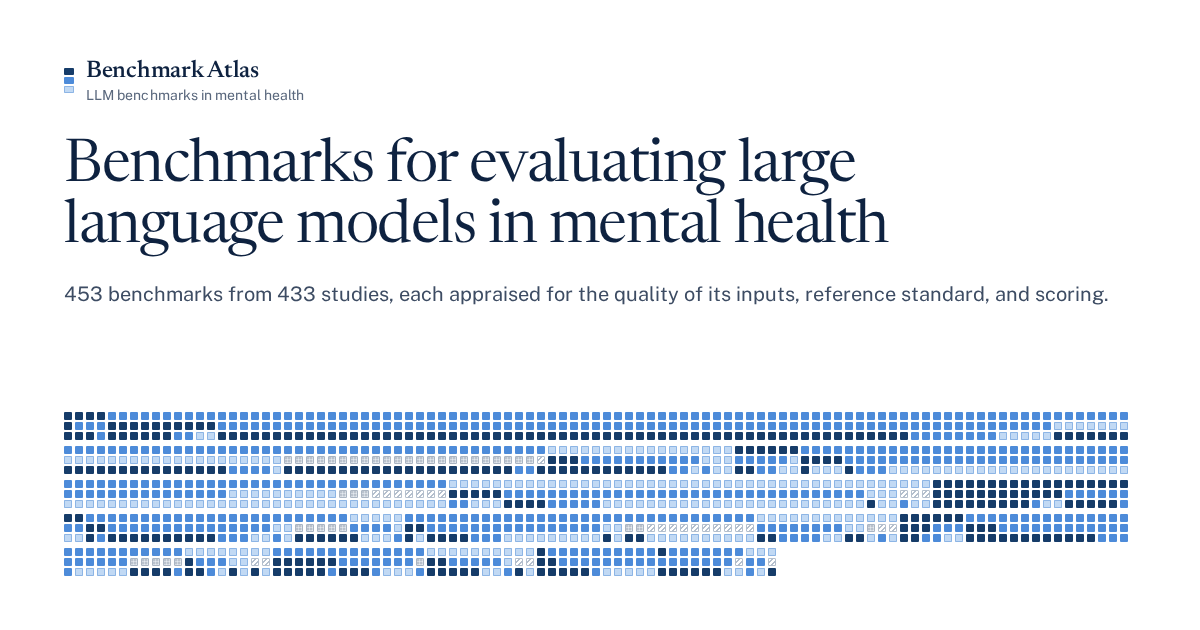 Benchmark Atlas
LLM benchmarks in mental health
Benchmarks for evaluating large
language models in mental health
453 benchmarks from 433 studies, each appraised for the quality of its inputs, reference standard, and scoring.